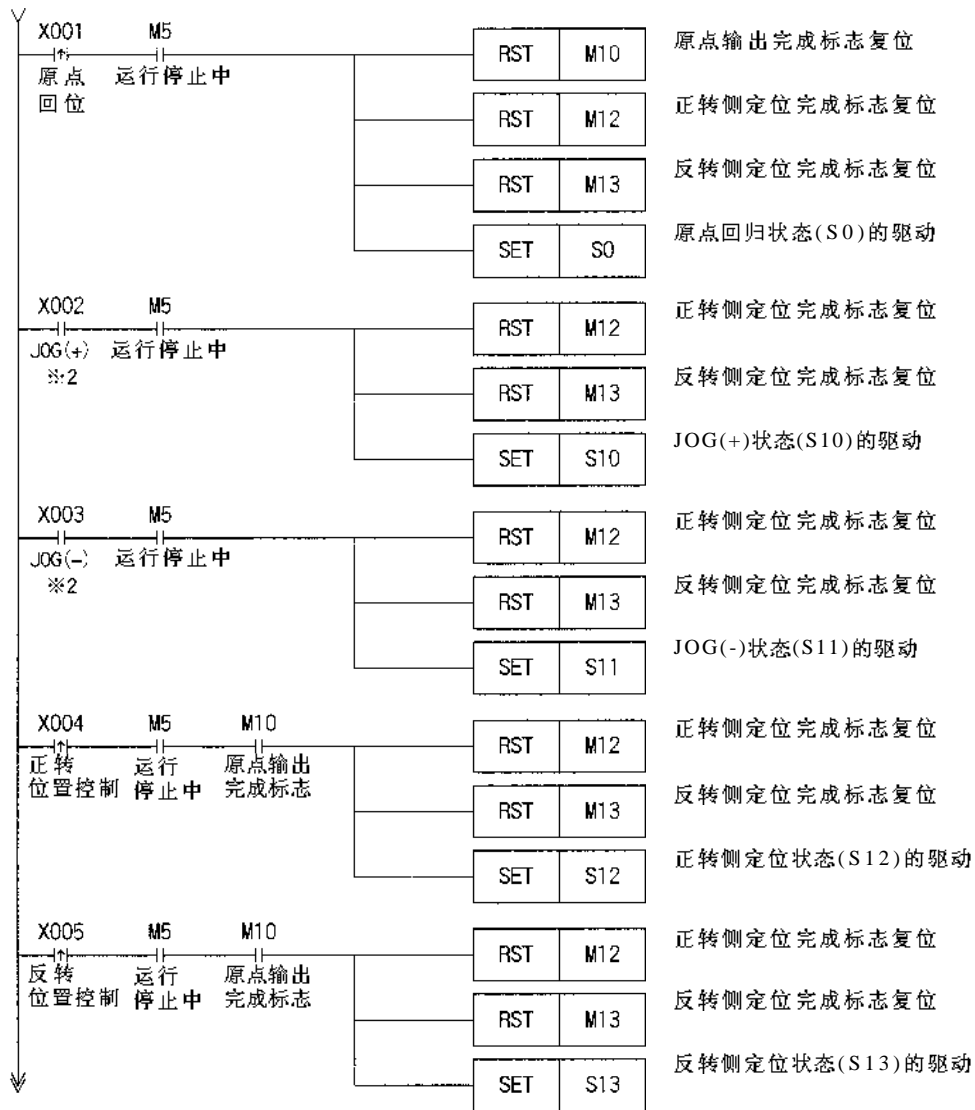 X001 M5
原点 运行停止中
回位
RST M10 原点输出完成标志复位
RST M12 正转侧定位完成标志复位
RST M13 反转侧定位完成标志复位
SET S0 原点回归状态(S0)的驱动
X002 M5
JOG(+) 运行停止中
※2
RST M12 正转侧定位完成标志复位
RST M13 反转侧定位完成标志复位
SET S10 JOG(+)状态(S10)的驱动
X003 M5
JOG(-) 运行停止中
※2
RST M12 正转侧定位完成标志复位
RST M13 反转侧定位完成标志复位
SET S11 JOG(-)状态(S11)的驱动
X004 M5 M10
正转 运行 原点输出
位置控制 停止中 完成标志
RST M12 正转侧定位完成标志复位
RST M13 反转侧定位完成标志复位
SET S12 正转侧定位状态(S12)的驱动
X005 M5 M10
反转 运行 原点输出
位置控制 停止中 完成标志
RST M12 正转侧定位完成标志复位
RST M13 反转侧定位完成标志复位
SET S13 反转侧定位状态(S13)的驱动